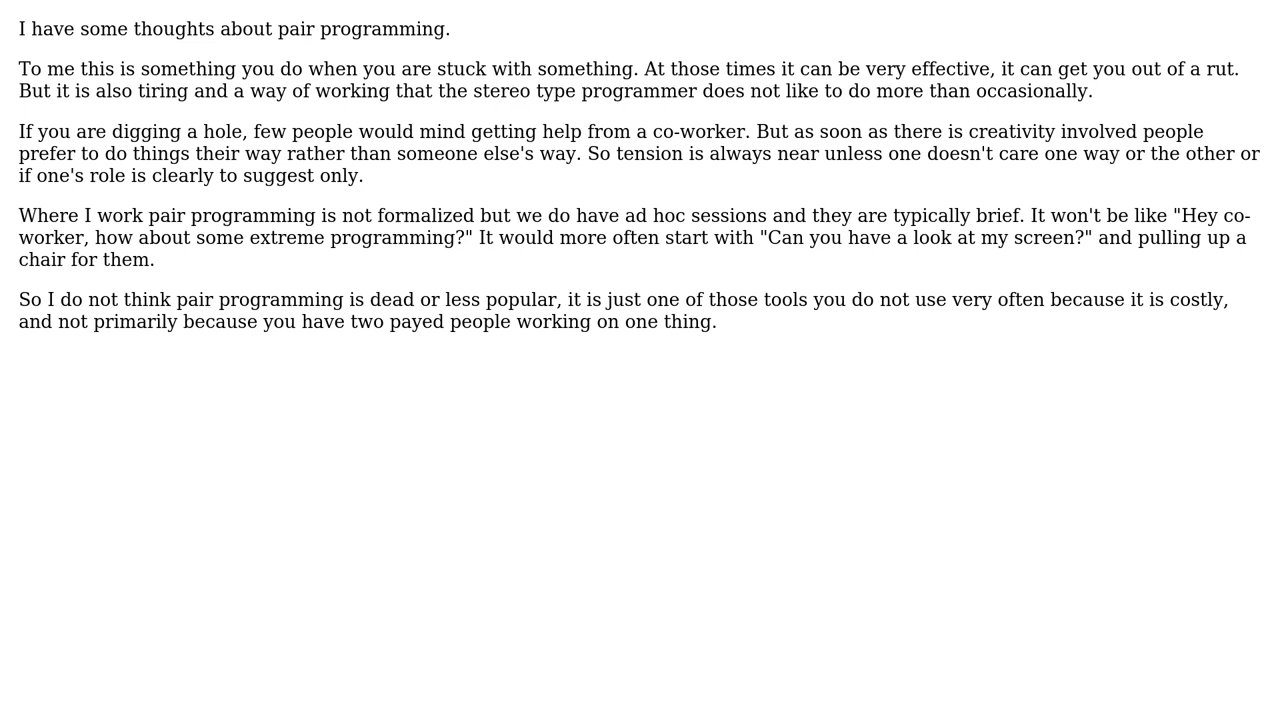 I have some thoughts about pair programming.
To me this is something you do when you are stuck with something. At those times it can be very effective, it can get you out of a rut.
But it is also tiring and a way of working that the stereo type programmer does not like to do more than occasionally.
If you are digging a hole, few people would mind getting help from a co-worker. But as soon as there is creativity involved people
prefer to do things their way rather than someone else's way. So tension is always near unless one doesn't care one way or the other or
if one's role is clearly to suggest only.
Where I work pair programming is not formalized but we do have ad hoc sessions and they are typically brief. It won't be like "Hey co-
worker, how about some extreme programming?" It would more often start with "Can you have a look at my screen?" and pulling up a
chair for them.
So I do not think pair programming is dead or less popular, it is just one of those tools you do not use very often because it is costly,
and not primarily because you have two payed people working on one thing.